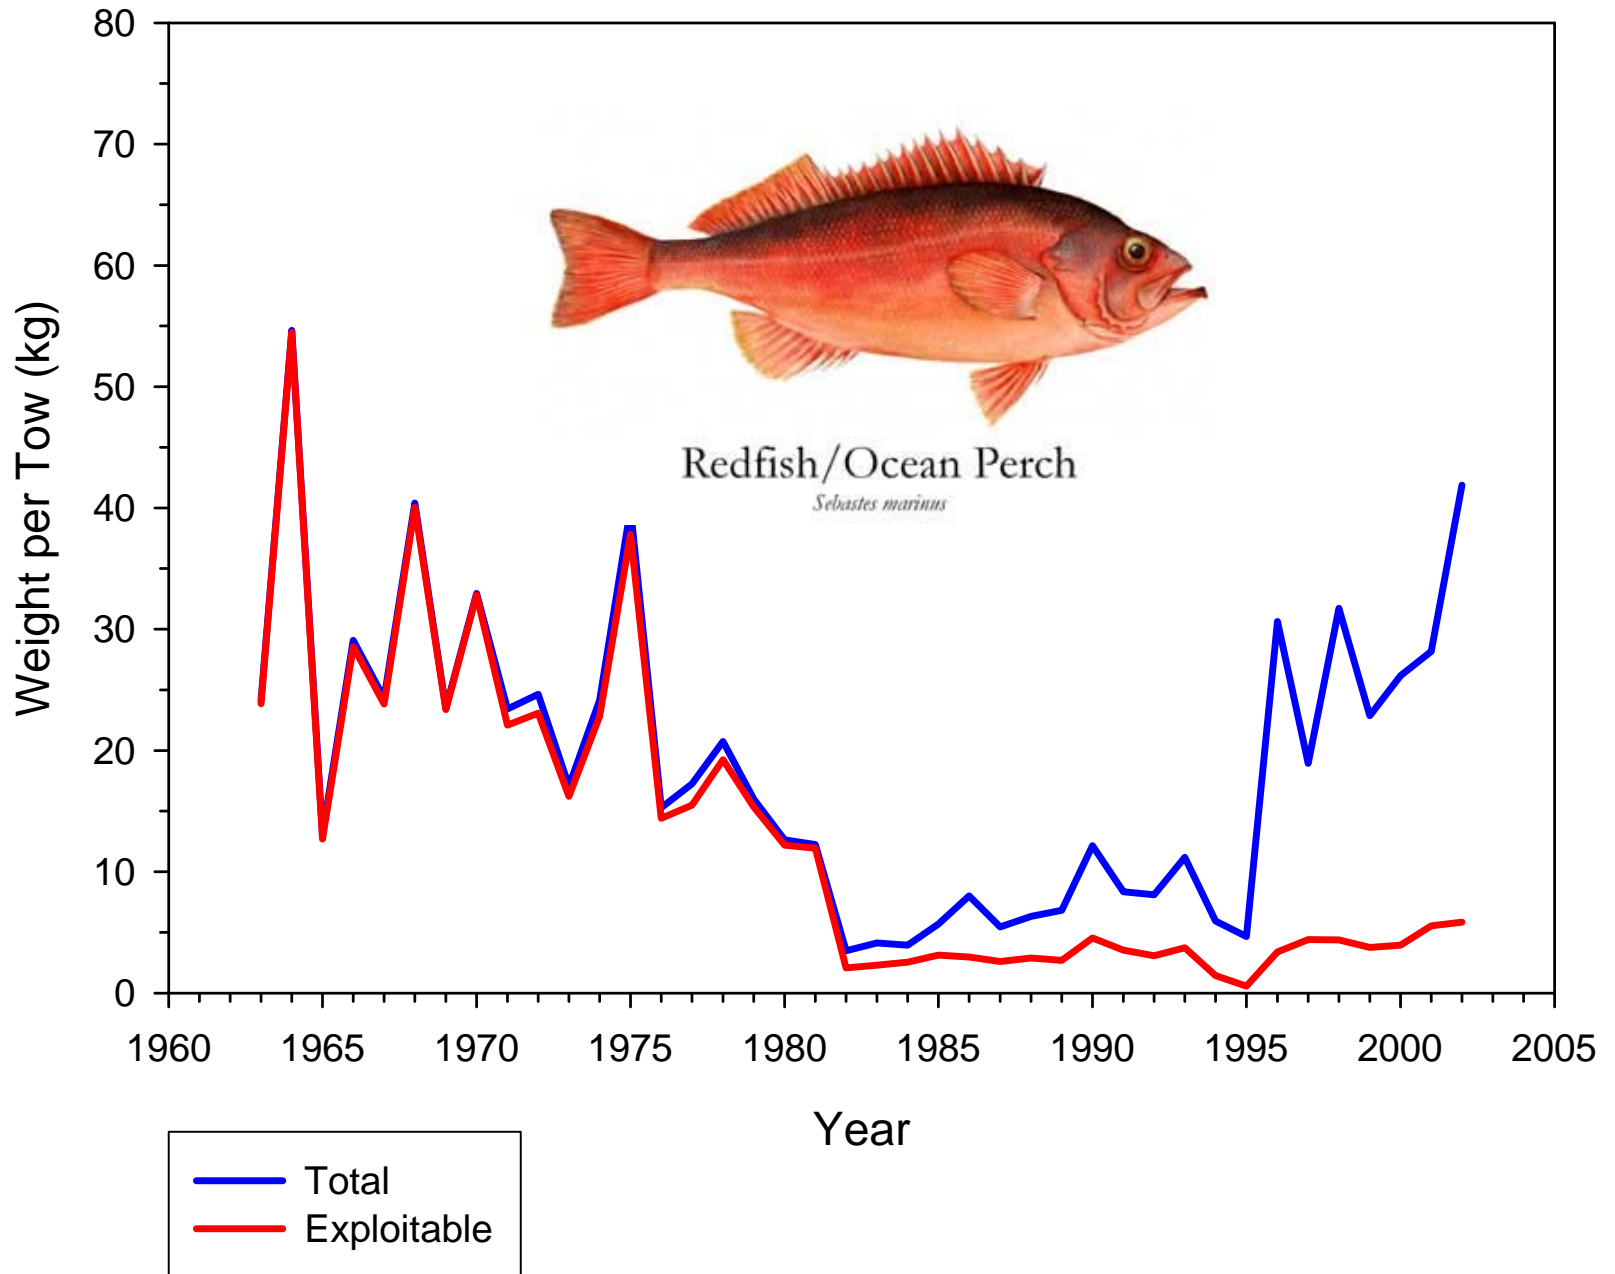 80
70
60
50
40
30
20
10
0
Weight per Tow (kg)
Redfish/Ocean Perch
Sebastes marinus
1960 1965 1970 1975 1980 1985 1990 1995 2000 2005
Year
Total
Exploitable